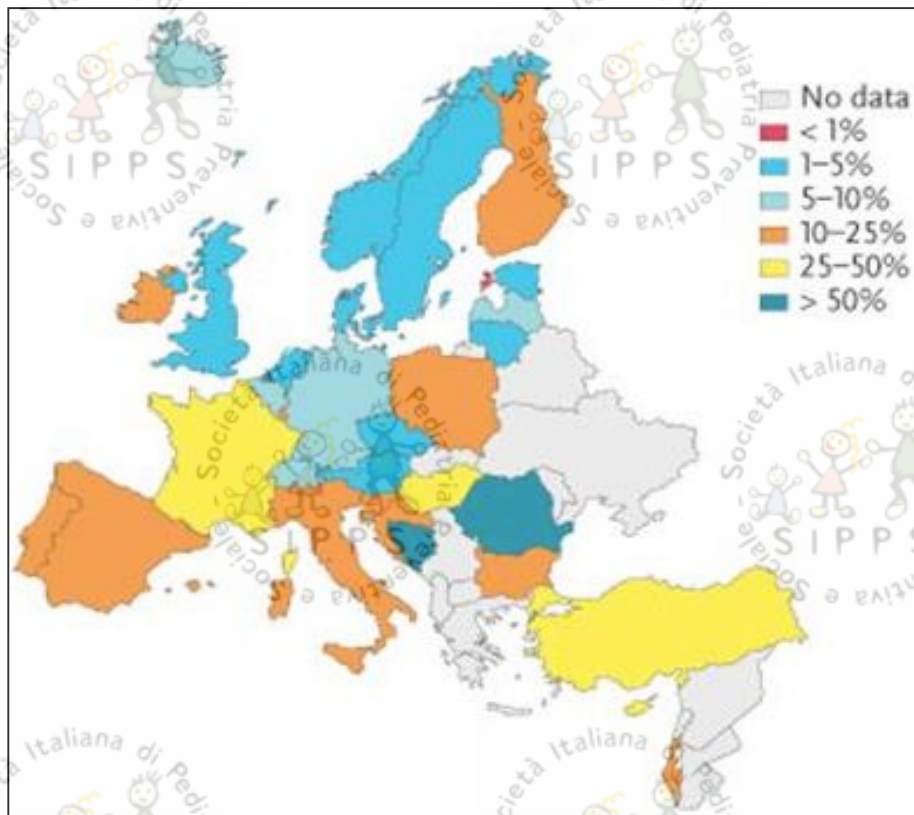 Società Italiana di Pediatria Preventiva e Sociale
SIPPS
No data
< 1%
1–5%
5–10%
10–25%
25–50%
> 50%